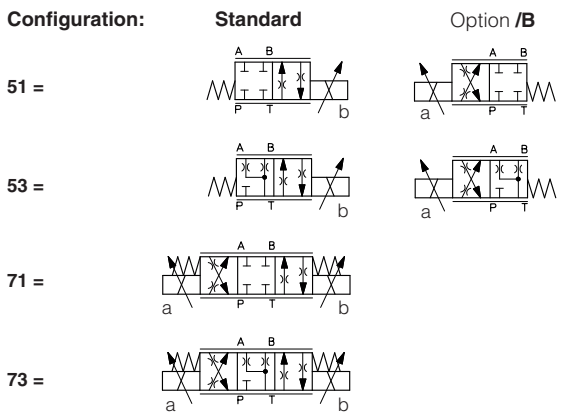 Configuration: Standard Option /B
A B A B
51 =
P T b a P T
A B A B
53 =
P T b a P T
A B
71 =
a P T b
A B
73 =
a P T b